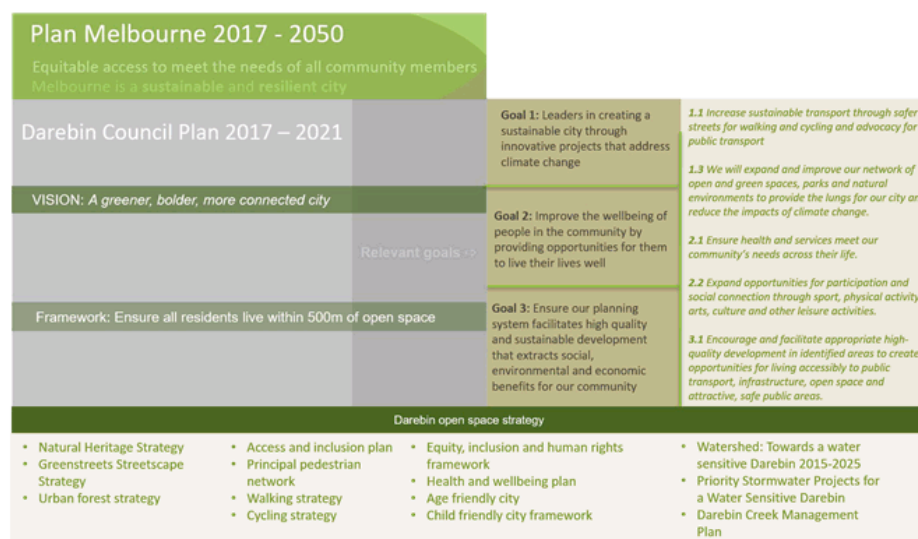 Plan Melbourne 2017 - 2050
Equitable access to meet the needs of all community members
Melbourne is a sustainable and resilient city
Darebin Council Plan 2017 – 2021
VISION: A greener, bolder, more connected city
Relevant goals ->
Framework: Ensure all residents live within 500m of open space
Goal 1: Leaders in creating a
sustainable city through
innovative projects that address
climate change
Goal 2: Improve the wellbeing of
people in the community by
providing opportunities for them
to live their lives well
Goal 3: Ensure our planning
system facilitates high quality
and sustainable development
that extracts social,
environmental and economic
benefits for our community
1.1 Increase sustainable transport through safer
streets for walking and cycling and advocacy for
public transport
1.3 We will expand and improve our network of
open and green spaces, parks and natural
environments to provide the lungs for our city an
reduce the impacts of climate change.
2.1 Ensure health and services meet our
community's needs across their life.
2.2 Expand opportunities for participation and
social connection through sport, physical activity
arts, culture and other leisure activities.
3.1 Encourage and facilitate appropriate high-
quality development in identified areas to create
opportunities for living accessibly to public
transport, infrastructure, open space and
attractive, safe public areas.
Darebin open space strategy
• Natural Heritage Strategy
• Greenstreets Streetscape
Strategy
• Urban forest strategy
• Access and inclusion plan
• Principal pedestrian
network
• Walking strategy
• Cycling strategy
• Equity, inclusion and human rights
framework
• Health and wellbeing plan
• Age friendly city
• Child friendly city framework
• Watershed: Towards a water
sensitive Darebin 2015-2025
• Priority Stormwater Projects for
a Water Sensitive Darebin
• Darebin Creek Management
Plan